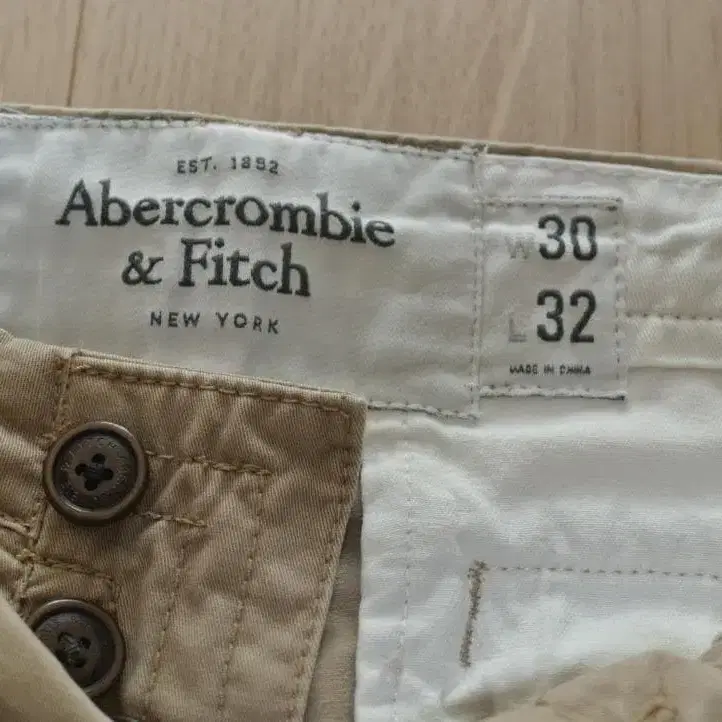 EST. 1892
Abercrombie
& Fitch
NEW YORK
W 30
L 32
MADE IN CHINA